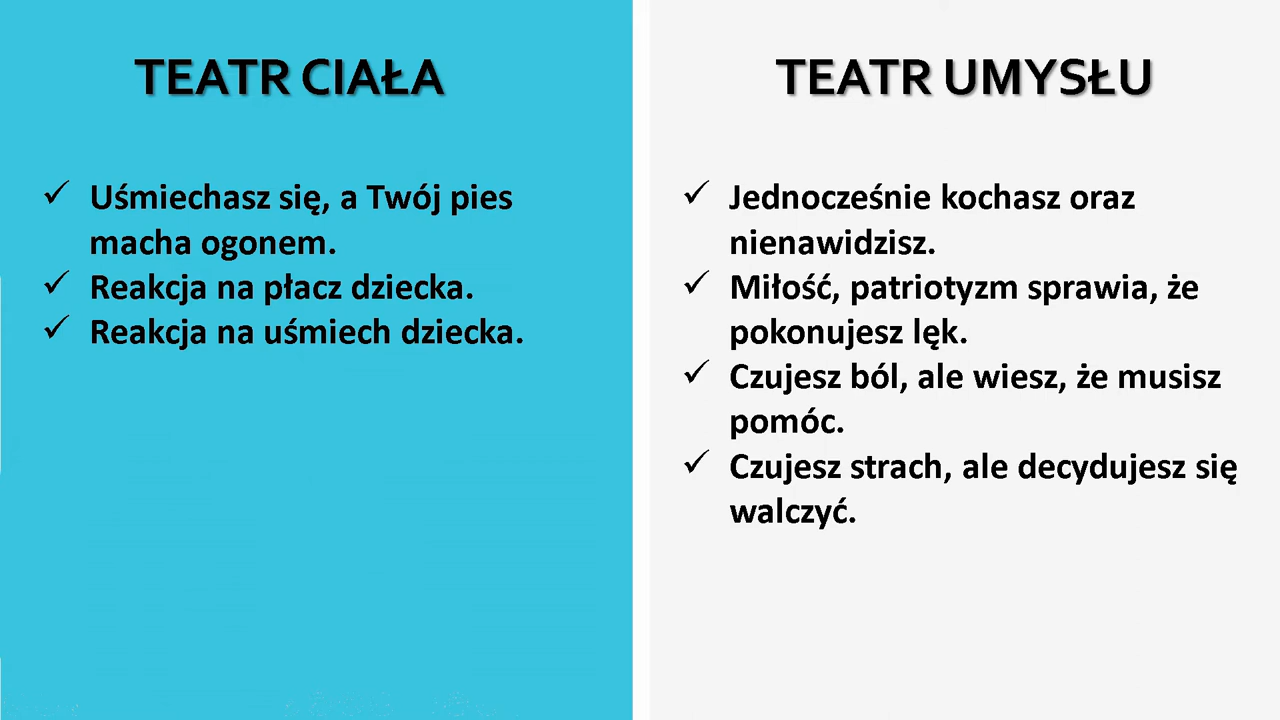 TEATR CIAŁA
✓ Uśmiechasz się, a Twój pies
macha ogonem.
✓ Reakcja na płacz dziecka.
✓ Reakcja na uśmiech dziecka.
TEATR UMYSŁU
✓ Jednocześnie kochasz oraz
nienawidzisz.
✓ Miłość, patriotyzm sprawia, że
pokonujesz lęk.
✓ Czujesz ból, ale wiesz, że musisz
pomóc.
✓ Czujesz strach, ale decydujesz się
walczyć.